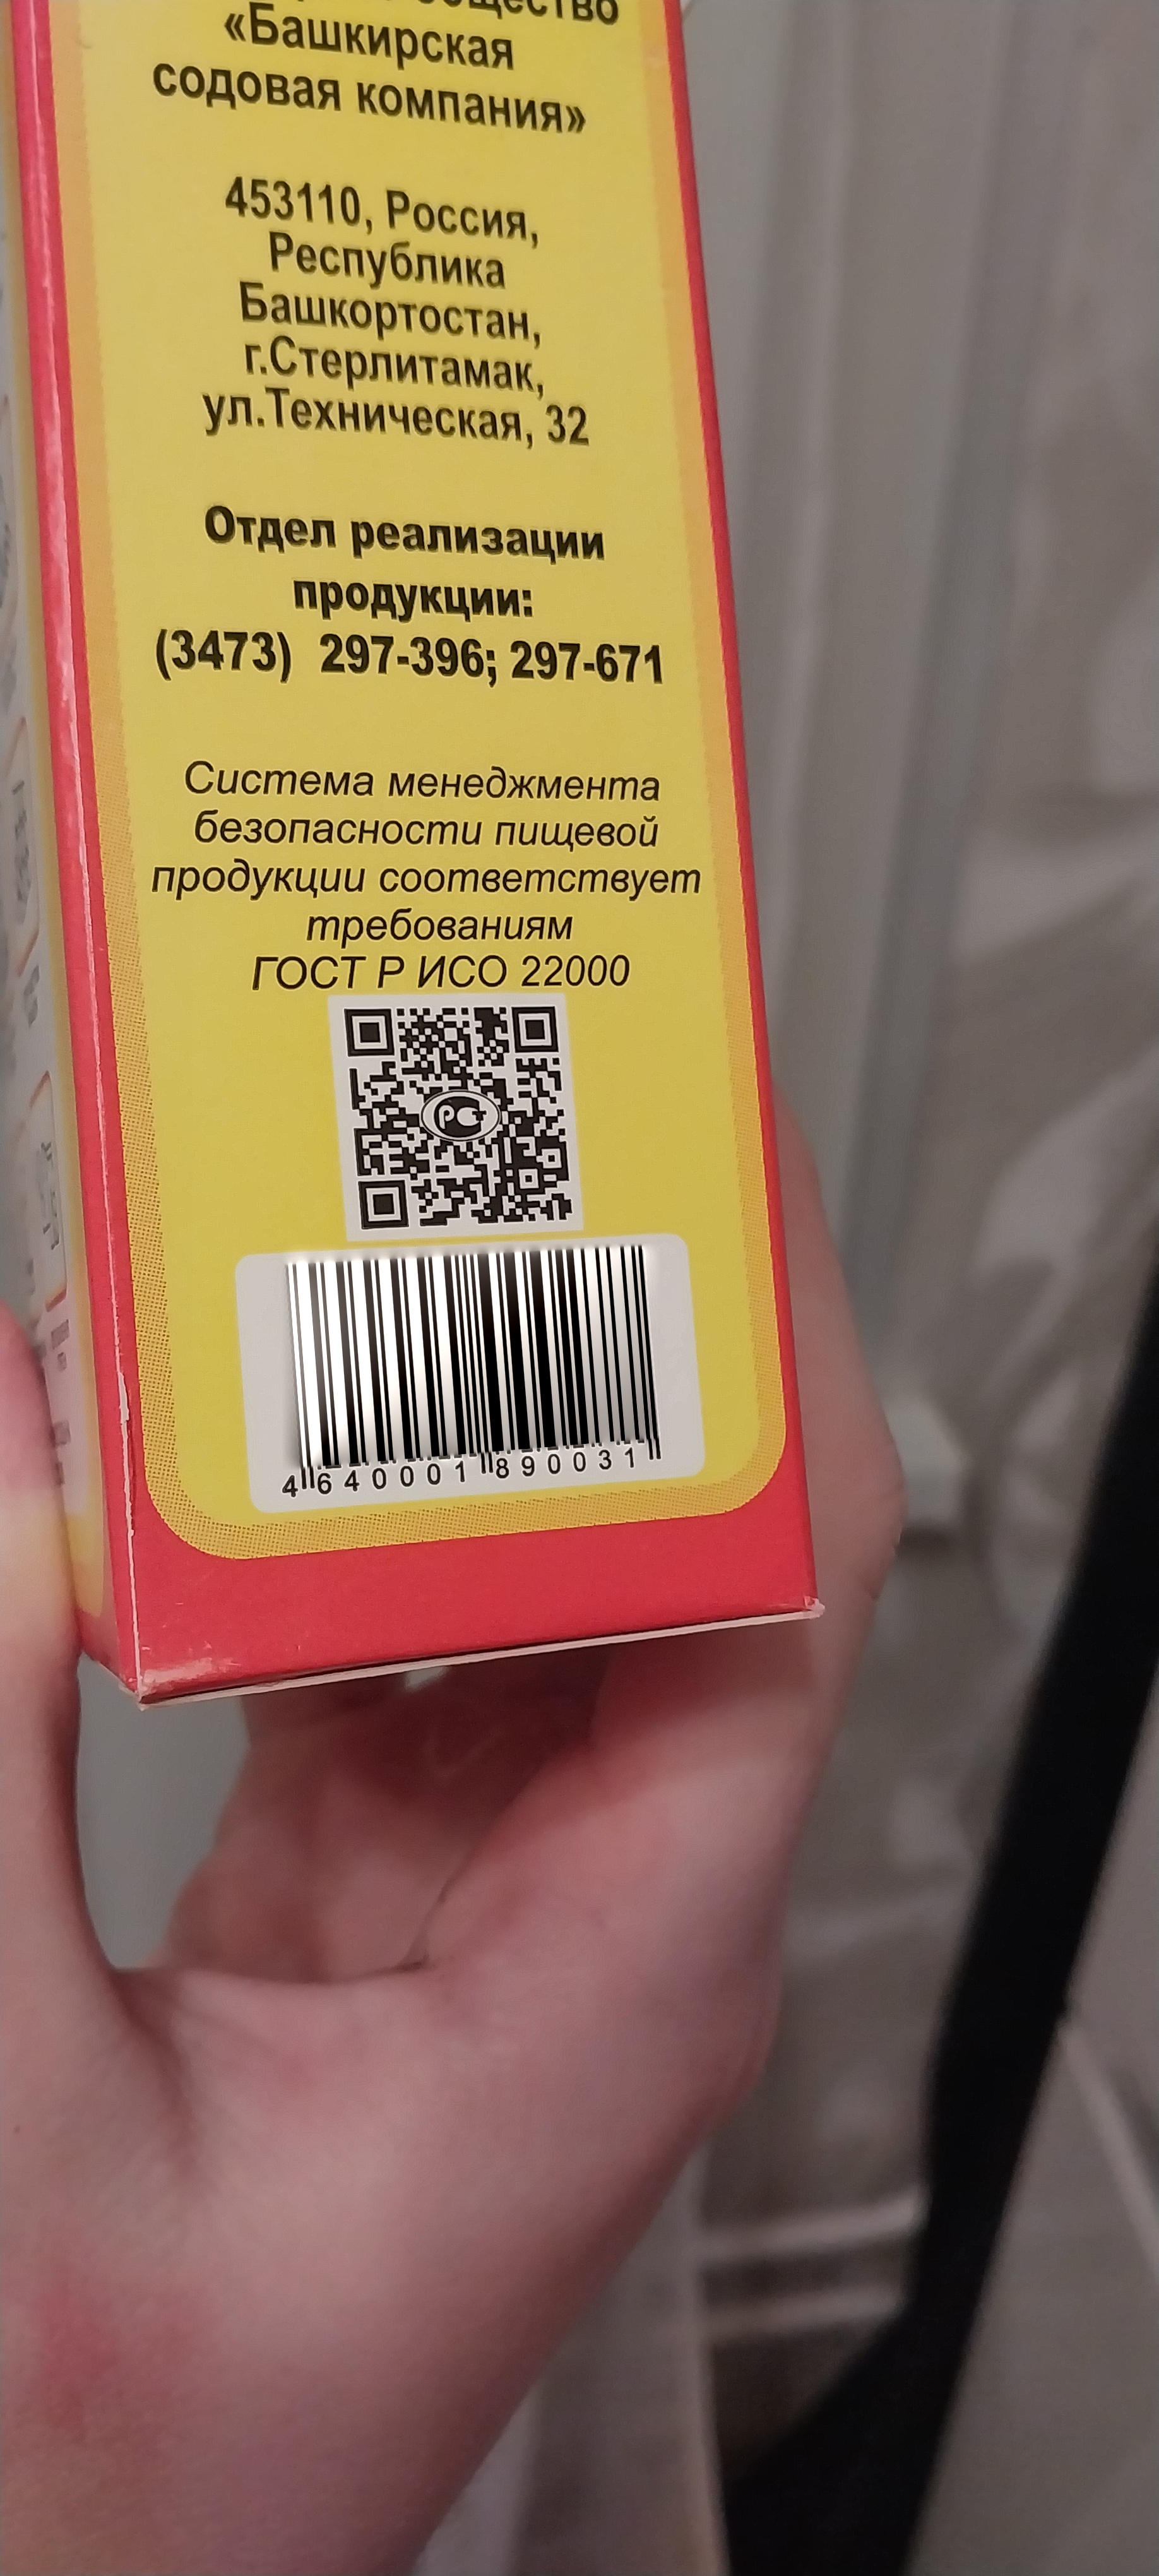 общество
«Башкирская
содовая компания»
453110, Россия,
Республика
Башкортостан,
г.Стерлитамак,
ул.Техническая, 32
Отдел реализации
продукции:
(3473) 297-396; 297-671
Система менеджмента
безопасности пищевой
продукции соответствует
требованиям
ГОСТ Р ИСО 22000
РСТ
4 640001 890031